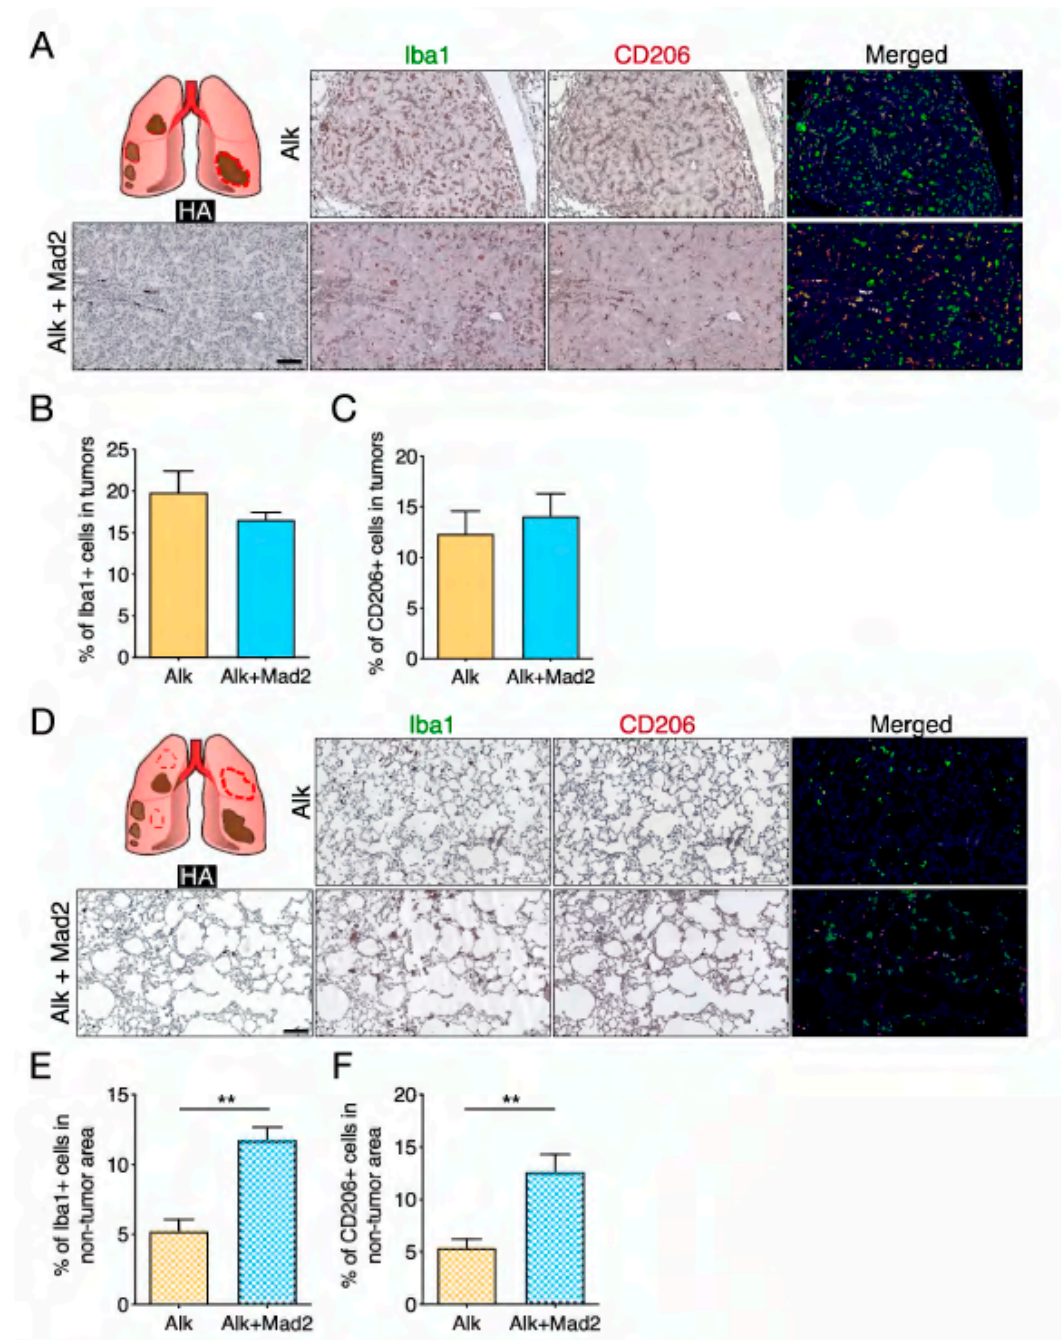 A
Iba1 CD206 Merged
Alk
HA
Alk + Mad2
B
% of Iba1+ cells in tumors
25
20
15
10
5
0
Alk Alk+Mad2
C
% of CD206+ cells in tumors
20
15
10
5
0
Alk Alk+Mad2
D
Iba1 CD206 Merged
Alk
HA
Alk + Mad2
E
% of Iba1+ cells in
non-tumor area
15
10
5
0
**
Alk Alk+Mad2
F
% of CD206+ cells in
non-tumor area
20
15
10
5
0
**
Alk Alk+Mad2